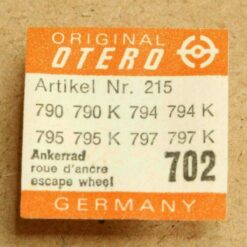 ORIGINAL
OTERO
Artikel Nr. 215
790 790 K 794 794 K
795 795 K 797 797 K
Ankerrad
roue d'ancre
escape wheel
702
GERMANY